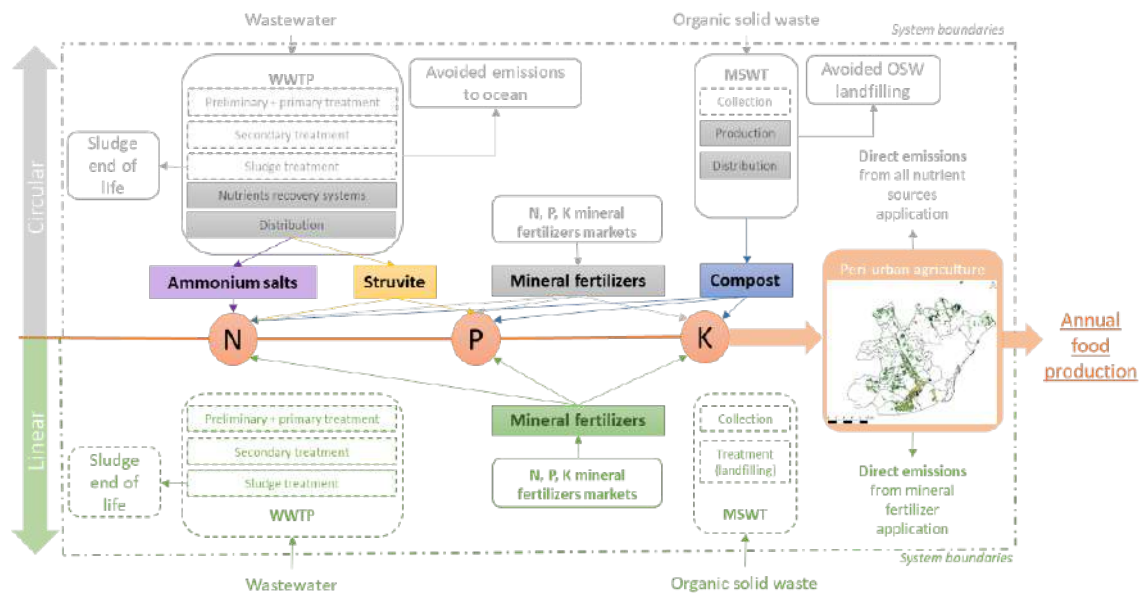 Wastewater
Organic solid waste
System boundaries
WWTP
Preliminary + primary treatment
Secondary treatment
Sludge treatment
Nutrients recovery systems
Distribution
Avoided emissions
to ocean
Sludge
end of
life
MSWT
Collection
Production
Distribution
Avoided OSW
landfilling
Direct emissions
from all nutrient
sources
application
N, P, K mineral
fertilizers markets
Circular
Ammonium salts
Struvite
Mineral fertilizers
Compost
Peri-urban agriculture
N
P
K
Annual
food
production
Linear
Preliminary + primary treatment
Secondary treatment
Sludge treatment
WWTP
Sludge
end of
life
Mineral fertilizers
N, P, K mineral
fertilizers markets
Collection
Treatment
(landfilling)
MSWT
Direct emissions
from mineral
fertilizer
application
System boundaries
Wastewater
Organic solid waste